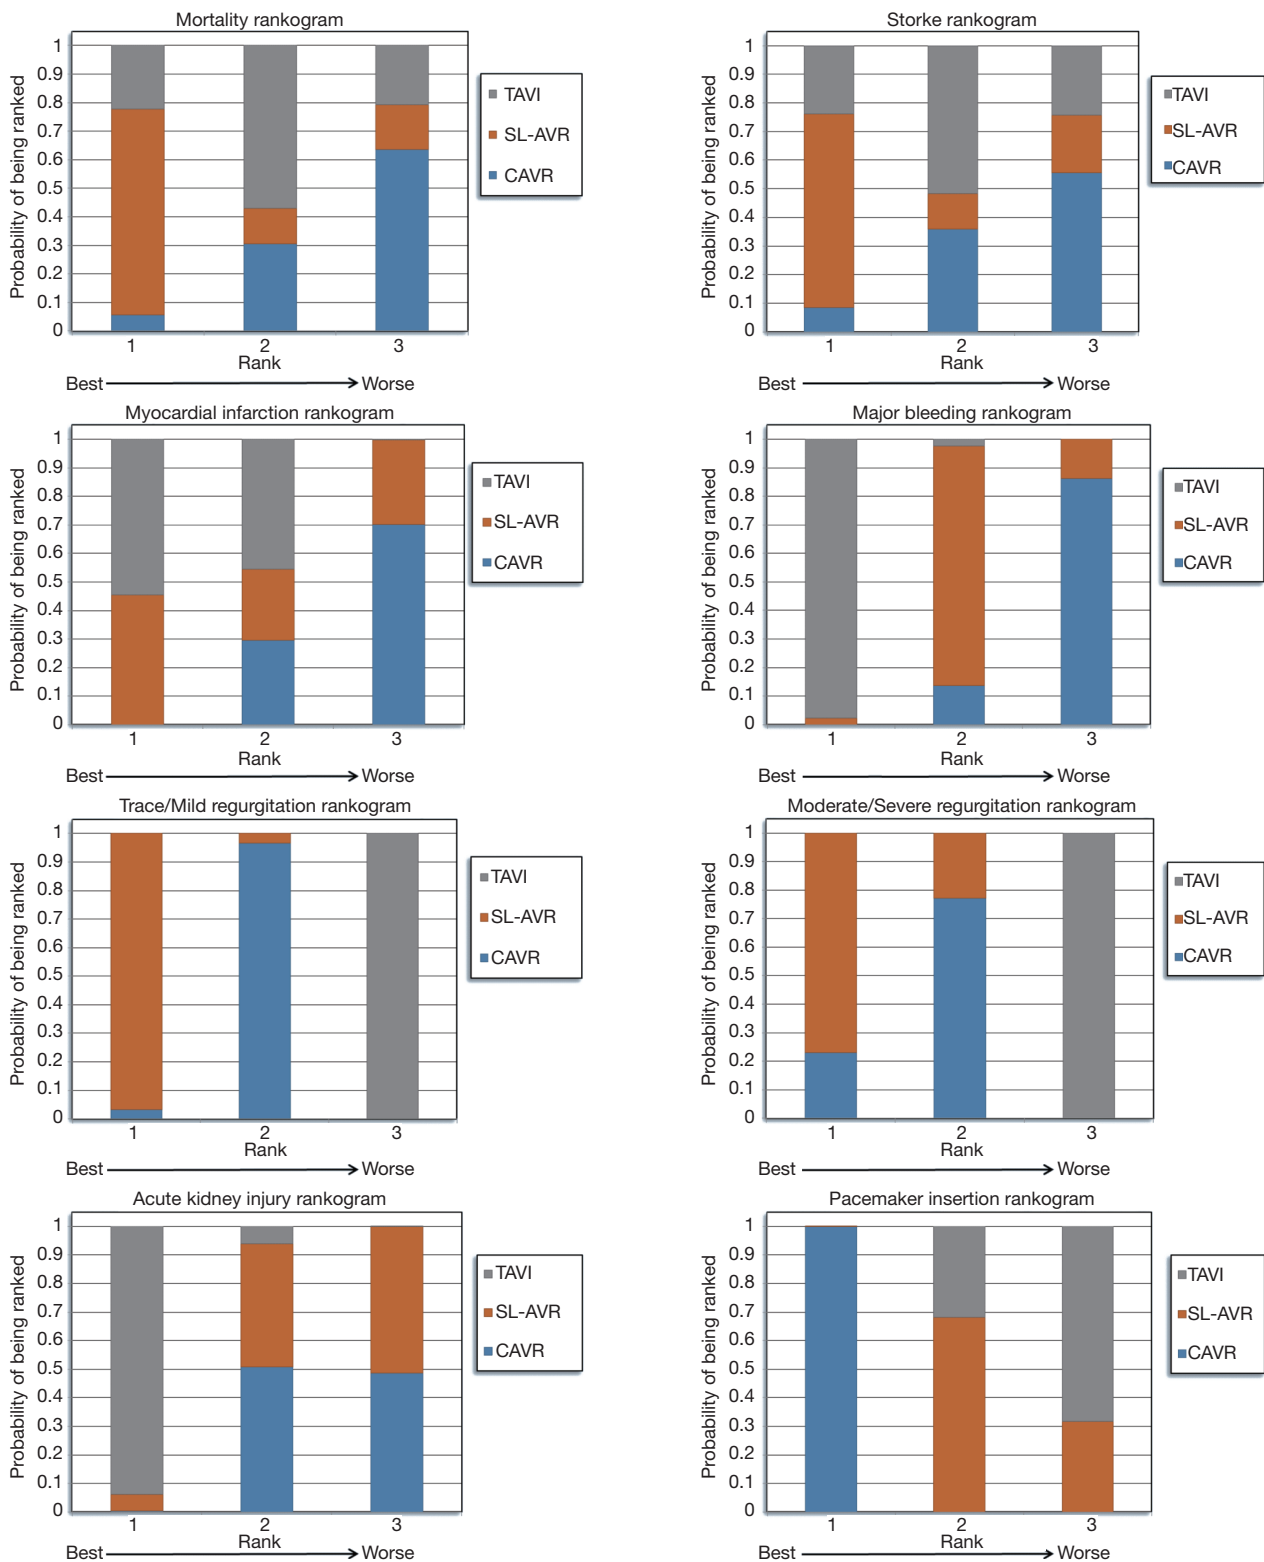 Mortality rankogram
Probability of being ranked
1
0.9
0.8
0.7
0.6
0.5
0.4
0.3
0.2
0.1
0
TAVI
SL-AVR
CAVR
1 2 3
Rank
Best Worse
Storke rankogram
Probability of being ranked
1
0.9
0.8
0.7
0.6
0.5
0.4
0.3
0.2
0.1
0
TAVI
SL-AVR
CAVR
1 2 3
Rank
Best Worse
Myocardial infarction rankogram
Probability of being ranked
1
0.9
0.8
0.7
0.6
0.5
0.4
0.3
0.2
0.1
0
TAVI
SL-AVR
CAVR
1 2 3
Rank
Best Worse
Major bleeding rankogram
Probability of being ranked
1
0.9
0.8
0.7
0.6
0.5
0.4
0.3
0.2
0.1
0
TAVI
SL-AVR
CAVR
1 2 3
Rank
Best Worse
Trace/Mild regurgitation rankogram
Probability of being ranked
1
0.9
0.8
0.7
0.6
0.5
0.4
0.3
0.2
0.1
0
TAVI
SL-AVR
CAVR
1 2 3
Rank
Best Worse
Moderate/Severe regurgitation rankogram
Probability of being ranked
1
0.9
0.8
0.7
0.6
0.5
0.4
0.3
0.2
0.1
0
TAVI
SL-AVR
CAVR
1 2 3
Rank
Best Worse
Acute kidney injury rankogram
Probability of being ranked
1
0.9
0.8
0.7
0.6
0.5
0.4
0.3
0.2
0.1
0
TAVI
SL-AVR
CAVR
1 2 3
Rank
Best Worse
Pacemaker insertion rankogram
Probability of being ranked
1
0.9
0.8
0.7
0.6
0.5
0.4
0.3
0.2
0.1
0
TAVI
SL-AVR
CAVR
1 2 3
Rank
Best Worse